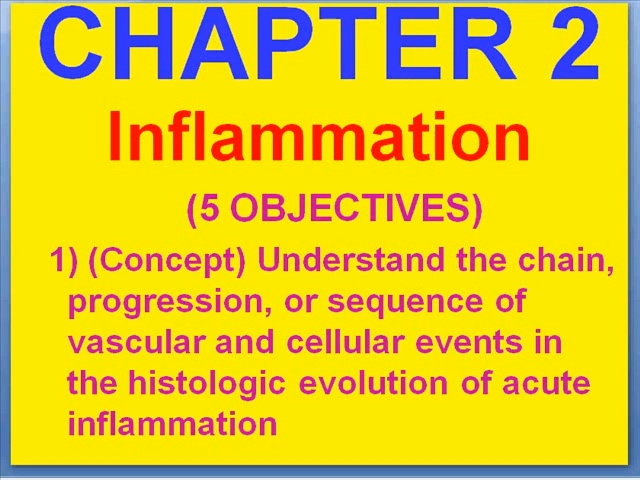 CHAPTER 2
Inflammation
(5 OBJECTIVES)
1) (Concept) Understand the chain,
progression, or sequence of
vascular and cellular events in
the histologic evolution of acute
inflammation